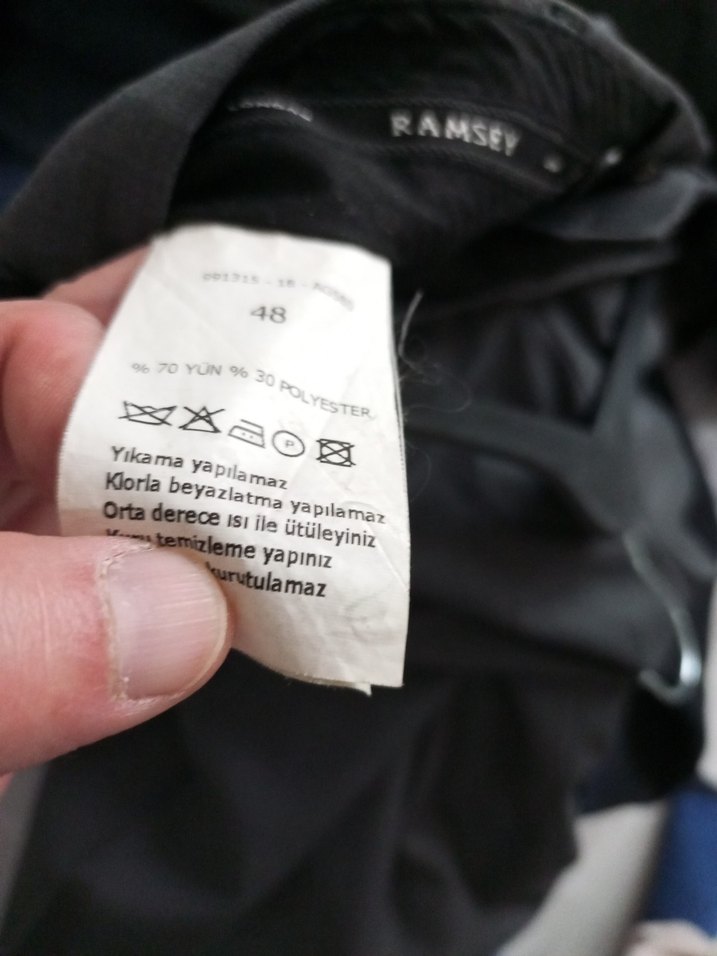 RAMSEY
48
% 70 YÜN % 30 POLYESTER
P
Yıkama yapılamaz
Klorla beyazlatma yapılamaz
Orta derece ısı ile ütüleyiniz
Kuru temizleme yapınız
kurutulamaz